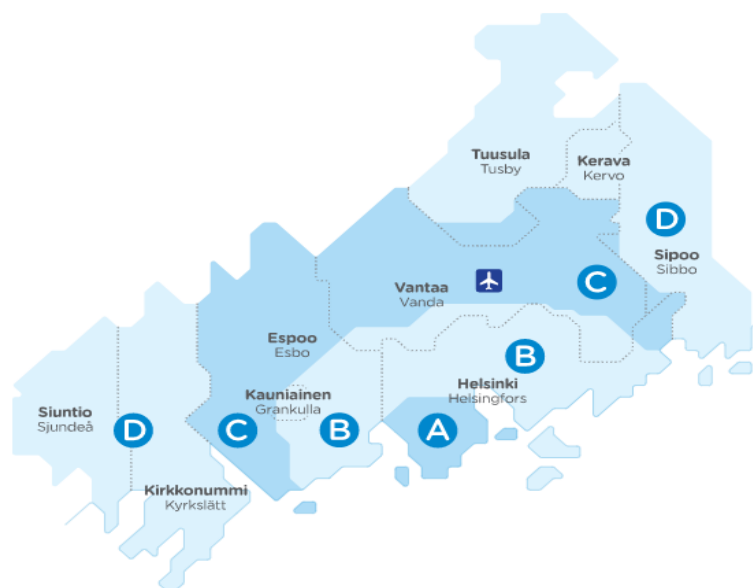 Tuusula
Tusby
Kerava
Kervo
D
Sipoo
Sibbo
C
Vantaa
Vanda
Espoo
Esbo
B
Helsinki
Helsingfors
Kauniainen
Grankulla
Siuntio
Sjundeå
D
C
B
A
Kirkkonummi
Kyrkslätt